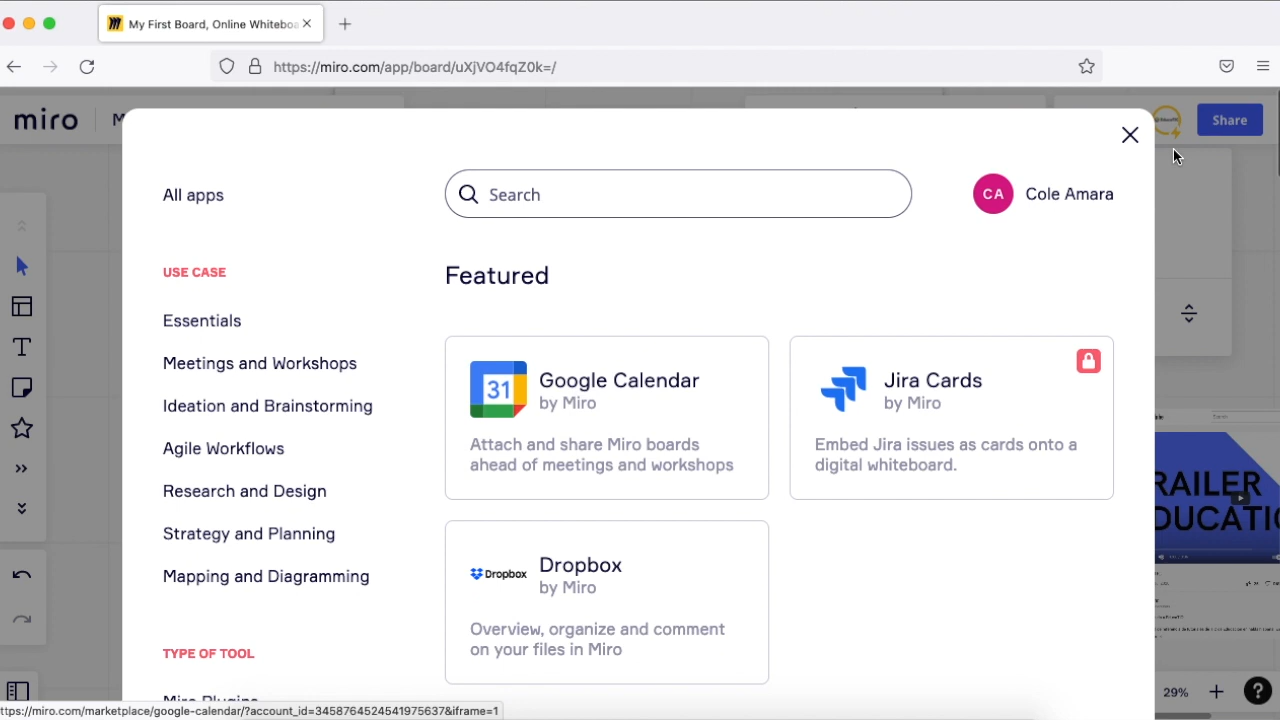 My First Board, Online Whiteboa
https://miro.com/app/board/uXjVO4fqZ0k=/
miro
M
Share
All apps
Search
CA
Cole Amara
USE CASE
Featured
Essentials
Meetings and Workshops
Ideation and Brainstorming
Agile Workflows
Research and Design
Strategy and Planning
Mapping and Diagramming
TYPE OF TOOL
Miro Plugins
31
Google Calendar
by Miro
Attach and share Miro boards
ahead of meetings and workshops
Jira Cards
by Miro
Embed Jira issues as cards onto a
digital whiteboard.
Dropbox
Dropbox
by Miro
Overview, organize and comment
on your files in Miro
RAILER
DUCATIO
29%
?
ttps://miro.com/marketplace/google-calendar/?account_id=3458764524541975637&iframe=1